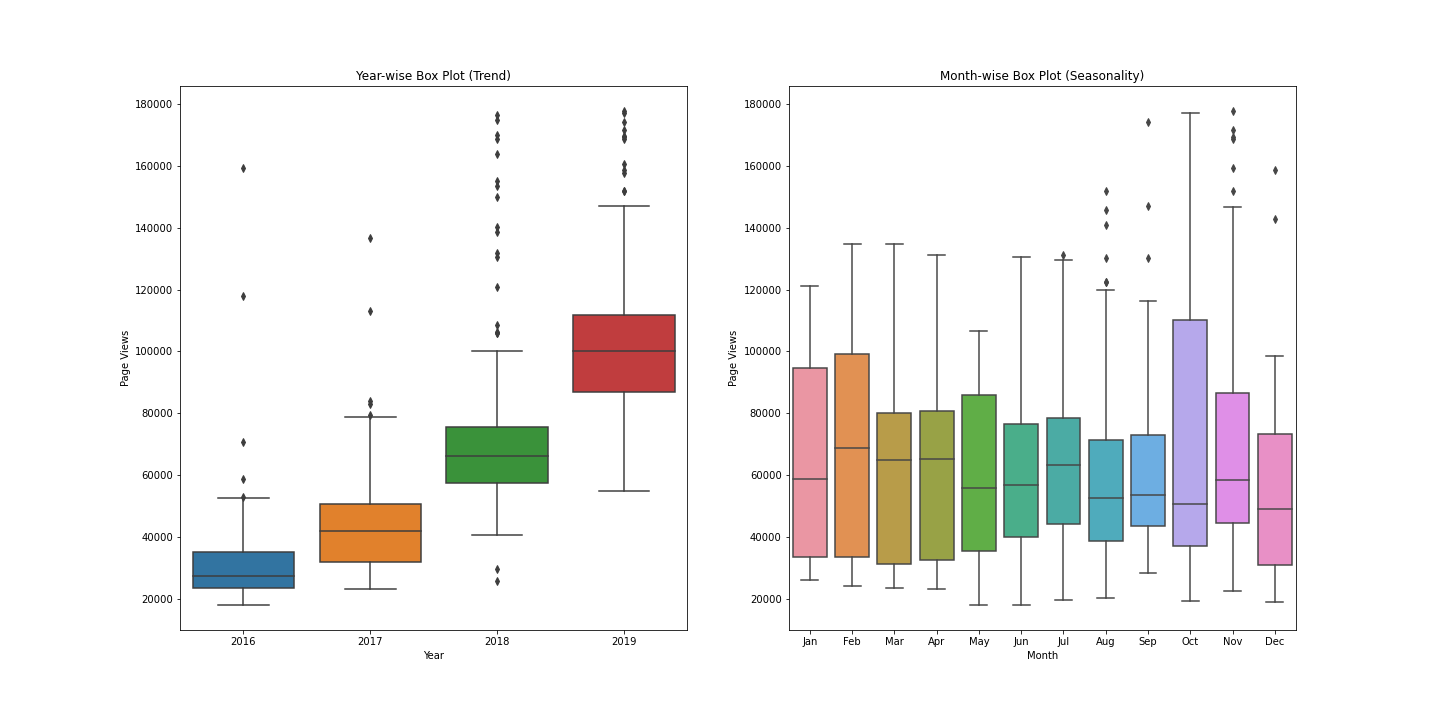 Year-wise Box Plot (Trend)
180000
160000
140000
120000
100000
80000
60000
40000
20000
Page Views
2016 2017 2018 2019
Year
Month-wise Box Plot (Seasonality)
180000
160000
140000
120000
100000
80000
60000
40000
20000
Page Views
Jan Feb Mar Apr May Jun Jul Aug Sep Oct Nov Dec
Month